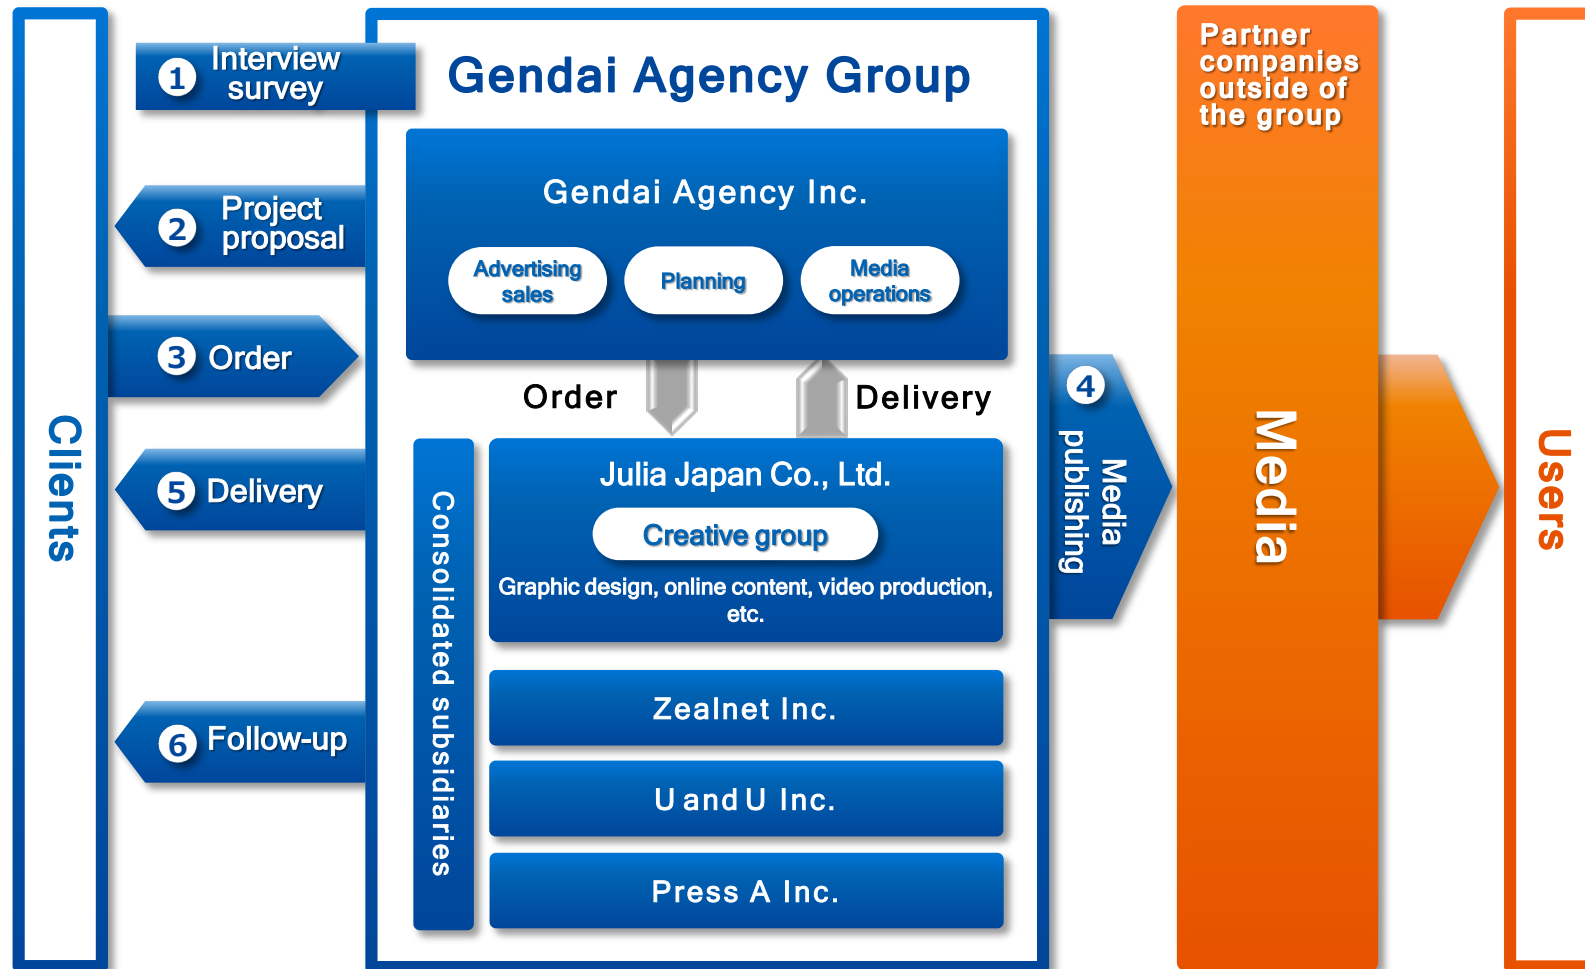 Clients
1
Interview
survey
2
Project
proposal
3
Order
5
Delivery
6
Follow-up
Gendai Agency Group
Gendai Agency Inc.
Advertising
sales
Planning
Media
operations
Order
Delivery
Consolidated subsidiaries
Julia Japan Co., Ltd.
Creative group
Graphic design, online content, video production,
etc.
Zealnet Inc.
U and U Inc.
Press A Inc.
4
Media
publishing
Partner
companies
outside of
the group
Media
Users